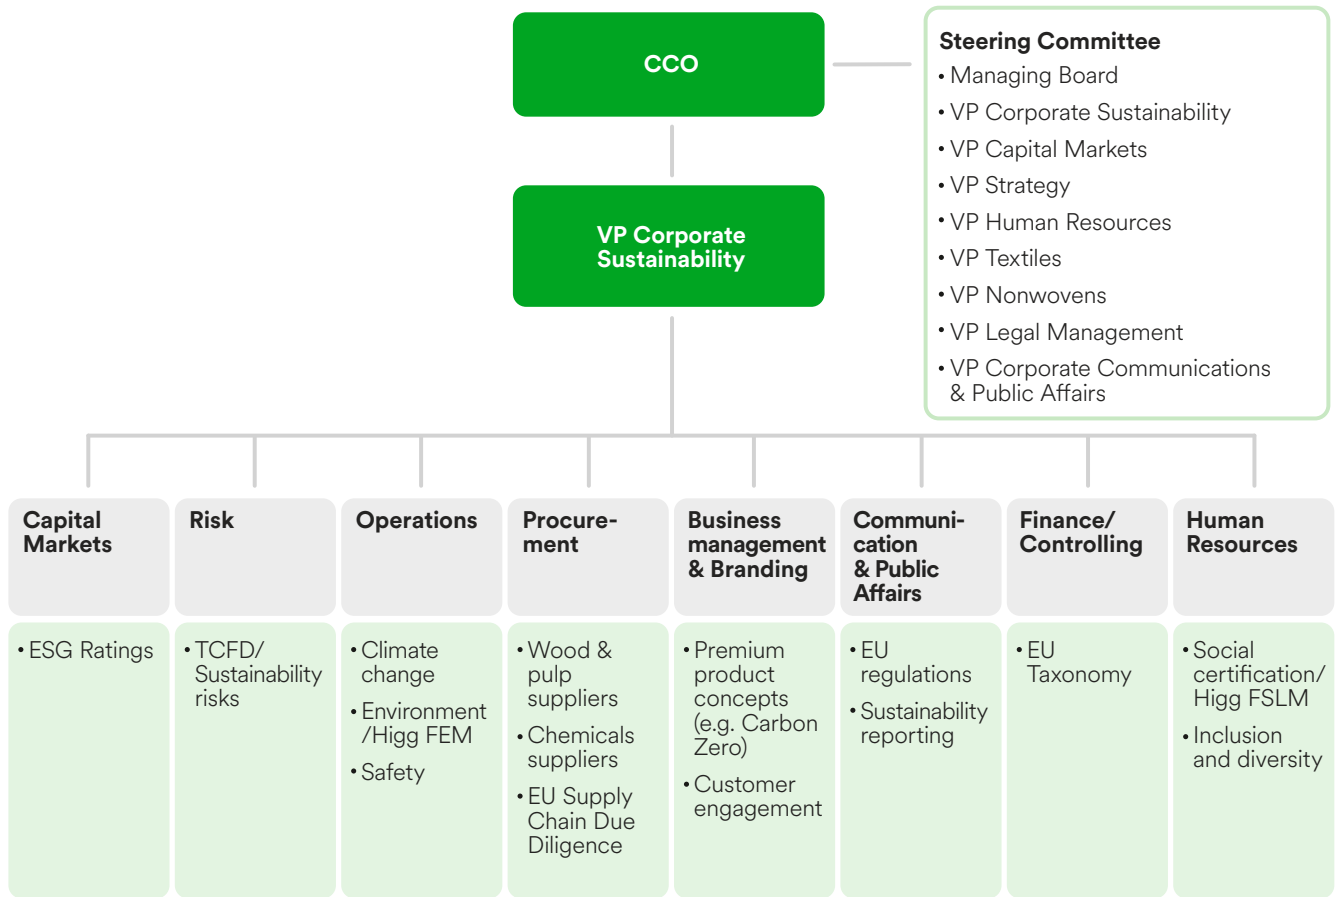 CCO
Steering Committee
• Managing Board
• VP Corporate Sustainability
• VP Capital Markets
• VP Strategy
• VP Human Resources
• VP Textiles
• VP Nonwovens
• VP Legal Management
• VP Corporate Communications
& Public Affairs
VP Corporate
Sustainability
Capital
Markets
• ESG Ratings
Risk
• TCFD/
Sustainability
risks
Operations
• Climate
change
• Environment
/Higg FEM
• Safety
Procure-
ment
• Wood &
pulp
suppliers
• Chemicals
suppliers
• EU Supply
Chain Due
Diligence
Business
management
& Branding
• Premium
product
concepts
(e.g. Carbon
Zero)
• Customer
engagement
Communi-
cation
& Public
Affairs
• EU
regulations
• Sustainability
reporting
Finance/
Controlling
• EU
Taxonomy
Human
Resources
• Social
certification/
Higg FSLM
• Inclusion
and diversity